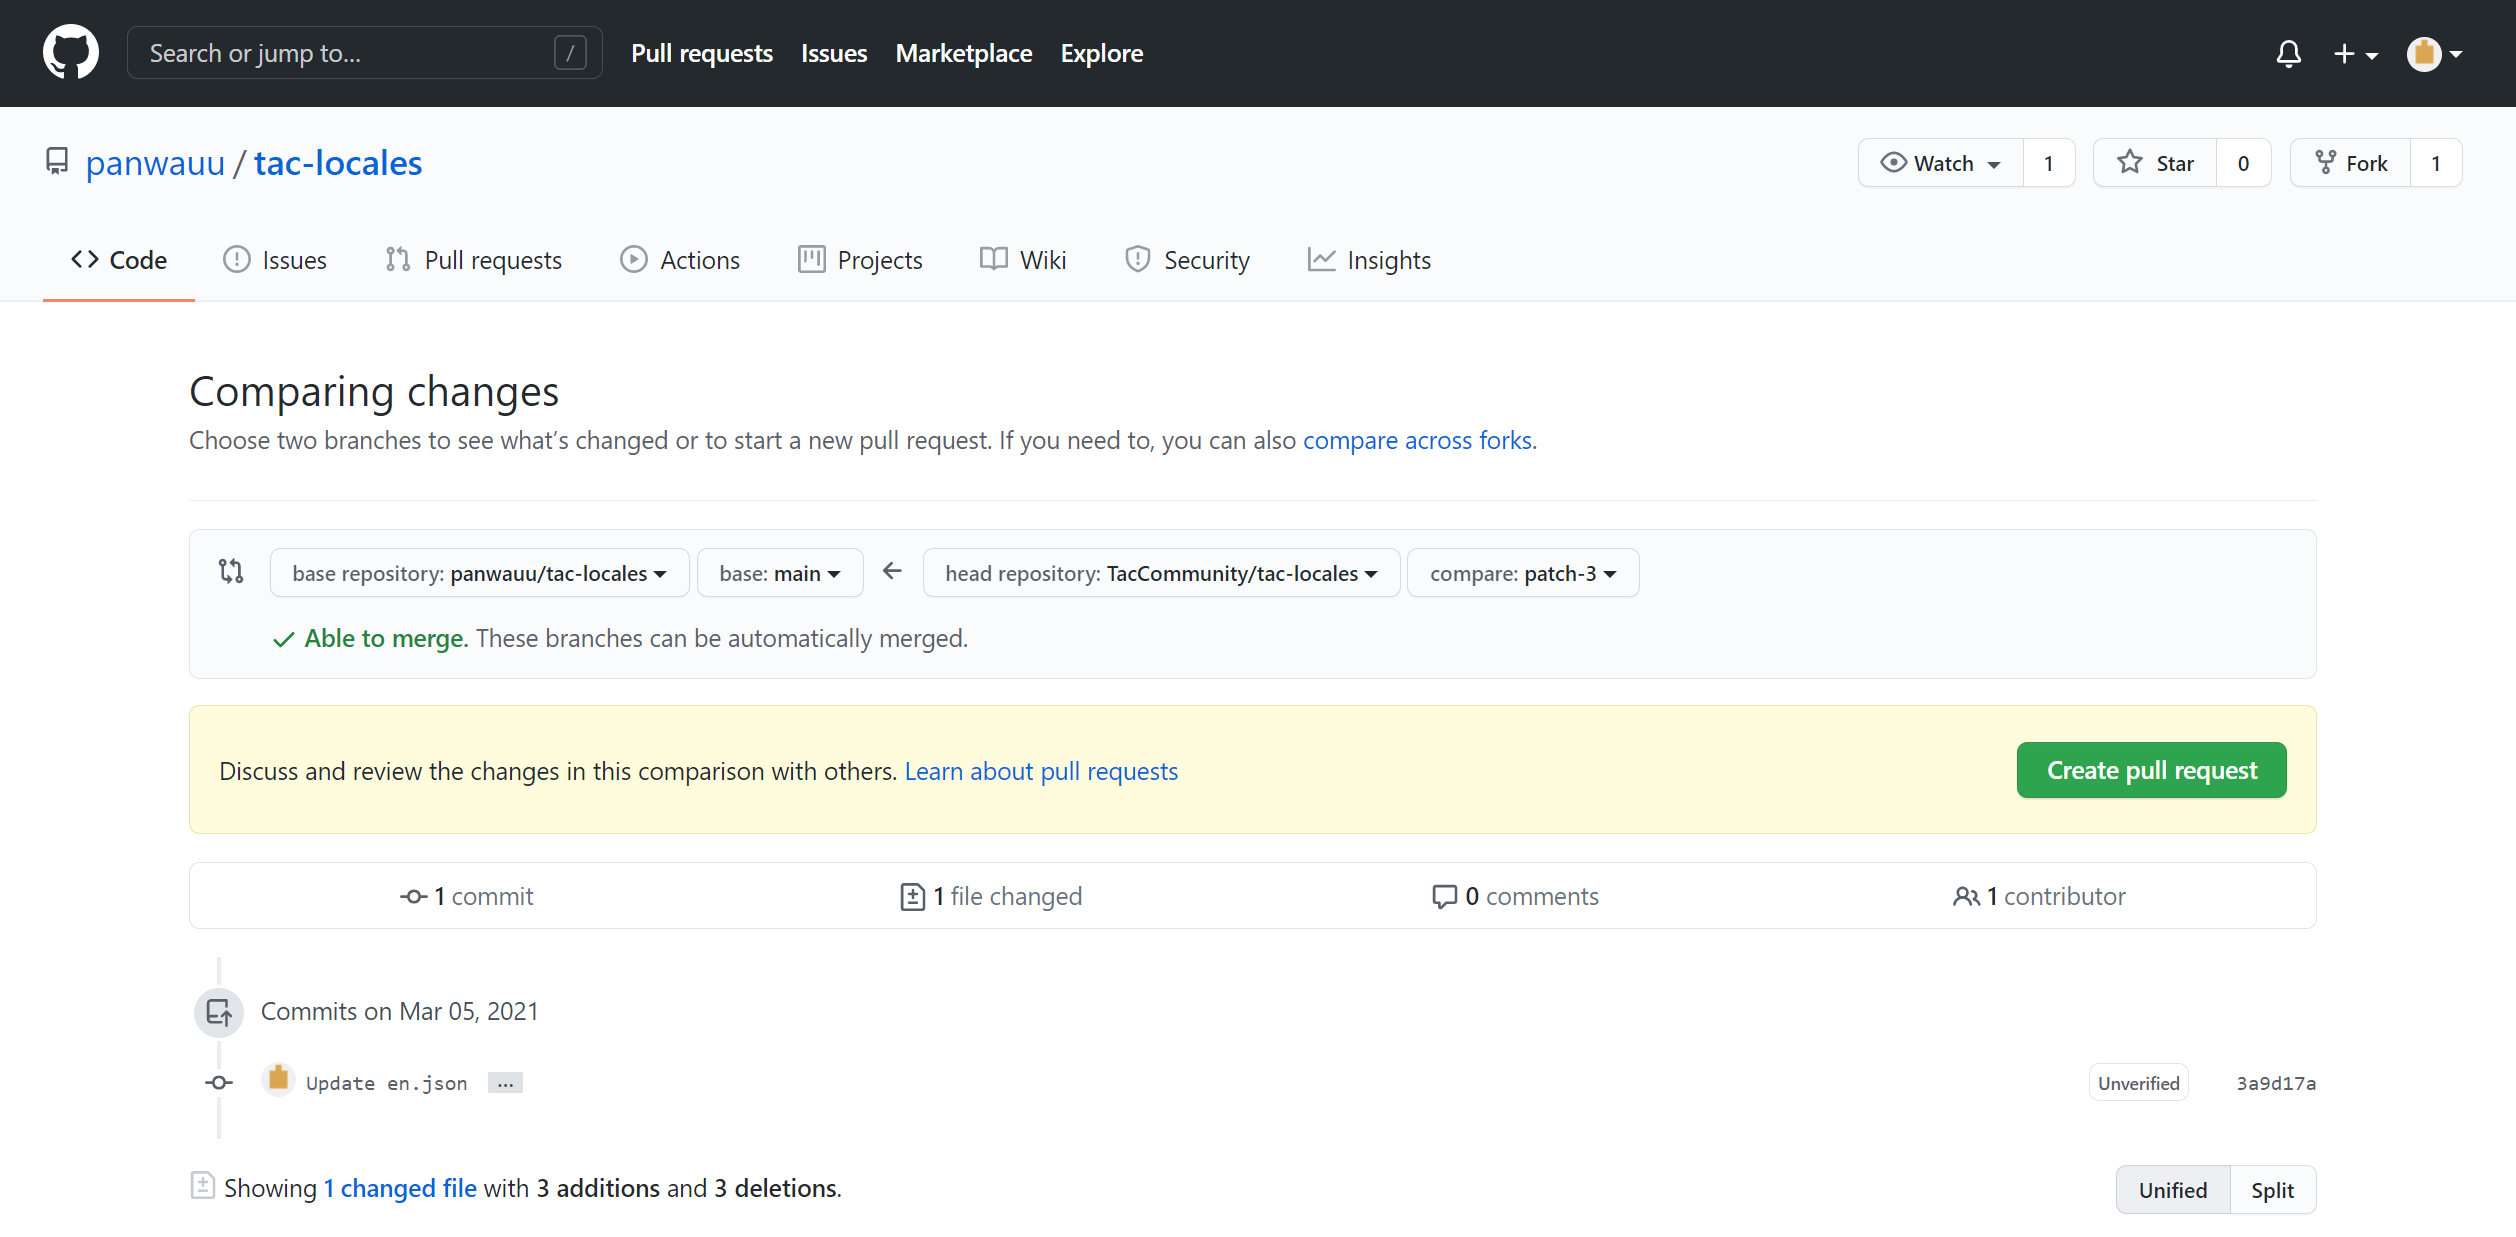 Search or jump to... /
Pull requests Issues Marketplace Explore
panwauu / tac-locales
Watch 1 Star 0 Fork 1
Code Issues Pull requests Actions Projects Wiki Security Insights
Comparing changes
Choose two branches to see what’s changed or to start a new pull request. If you need to, you can also compare across forks.
base repository: panwauu/tac-locales base: main ← head repository: TacCommunity/tac-locales compare: patch-3
Able to merge. These branches can be automatically merged.
Discuss and review the changes in this comparison with others. Learn about pull requests Create pull request
1 commit 1 file changed 0 comments 1 contributor
Commits on Mar 05, 2021
Update en.json ... Unverified 3a9d17a
Showing 1 changed file with 3 additions and 3 deletions. Unified Split